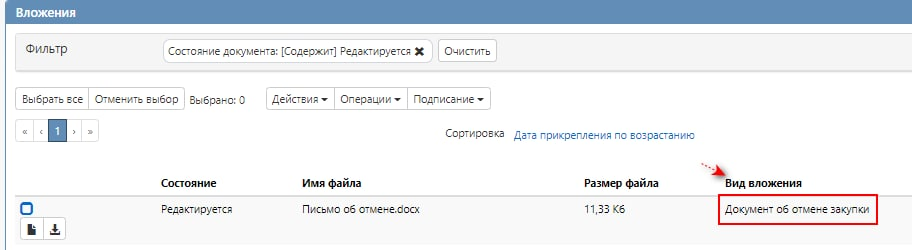 Вложения
Фильтр
Состояние документа: [Содержит] Редактируется ✖ Очистить
Выбрать все Отменить выбор Выбрано: 0 Действия Операции Подписание
« ‹ 1 › »
Сортировка Дата прикрепления по возрастанию
Состояние Имя файла Размер файла Вид вложения
Редактируется Письмо об отмене.docx 11,33 Кб Документ об отмене закупки